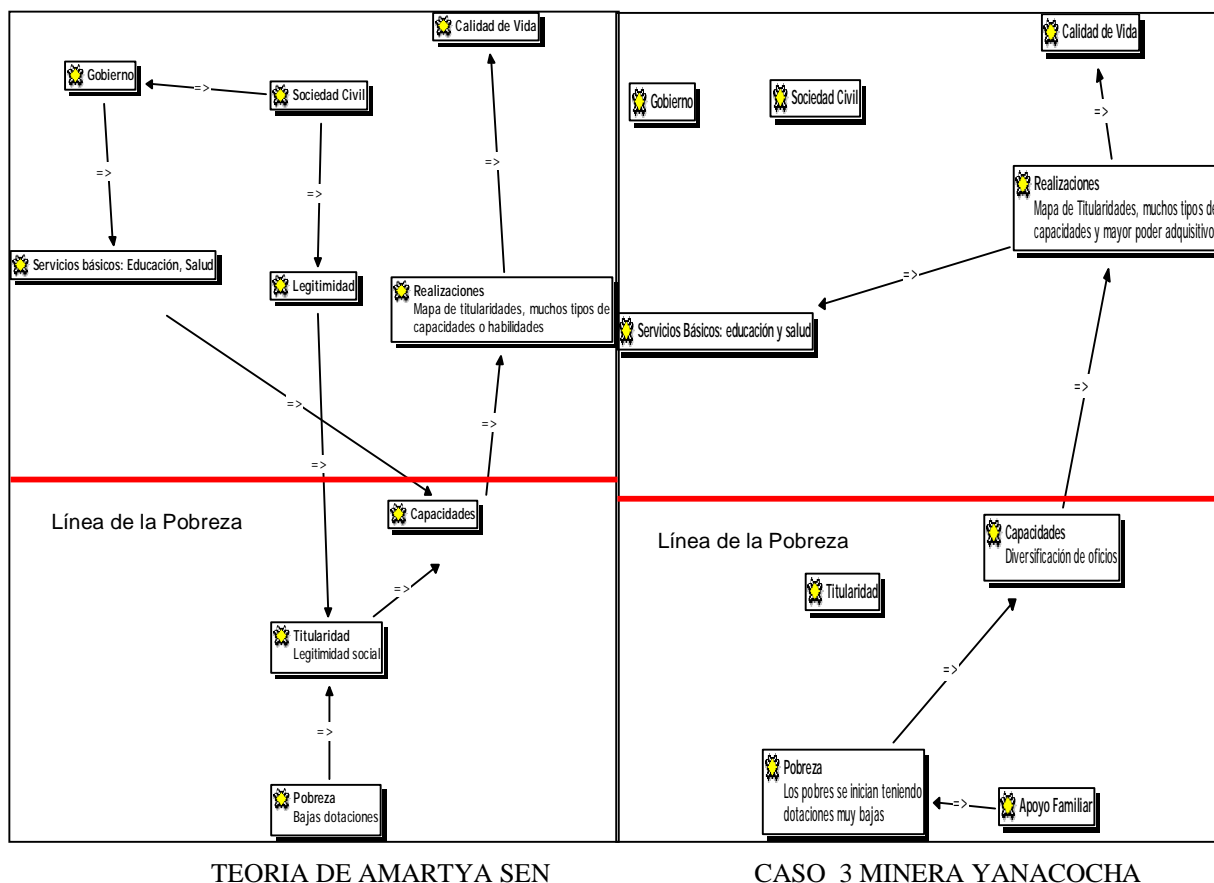 Calidad de Vida
Gobierno
=>
Sociedad Civil
=>
=>
=>
Servicios básicos: Educación, Salud
Legitimidad
Realizaciones
Mapa de titularidades, muchos tipos de
capacidades o habilidades
=>
=>
=>
Capacidades
Línea de la Pobreza
=>
Titularidad
Legitimidad social
=>
Pobreza
Bajas dotaciones
TEORIA DE AMARTYA SEN
Calidad de Vida
Gobierno
Sociedad Civil
=>
Realizaciones
Mapa de Titularidades, muchos tipos de
capacidades y mayor poder adquisitivo
=>
Servicios Básicos: educación y salud
=>
Capacidades
Diversificación de oficios
Línea de la Pobreza
Titularidad
=>
Pobreza
Los pobres se inician teniendo
dotaciones muy bajas
=>
Apoyo Familiar
CASO 3 MINERA YANACOCHA